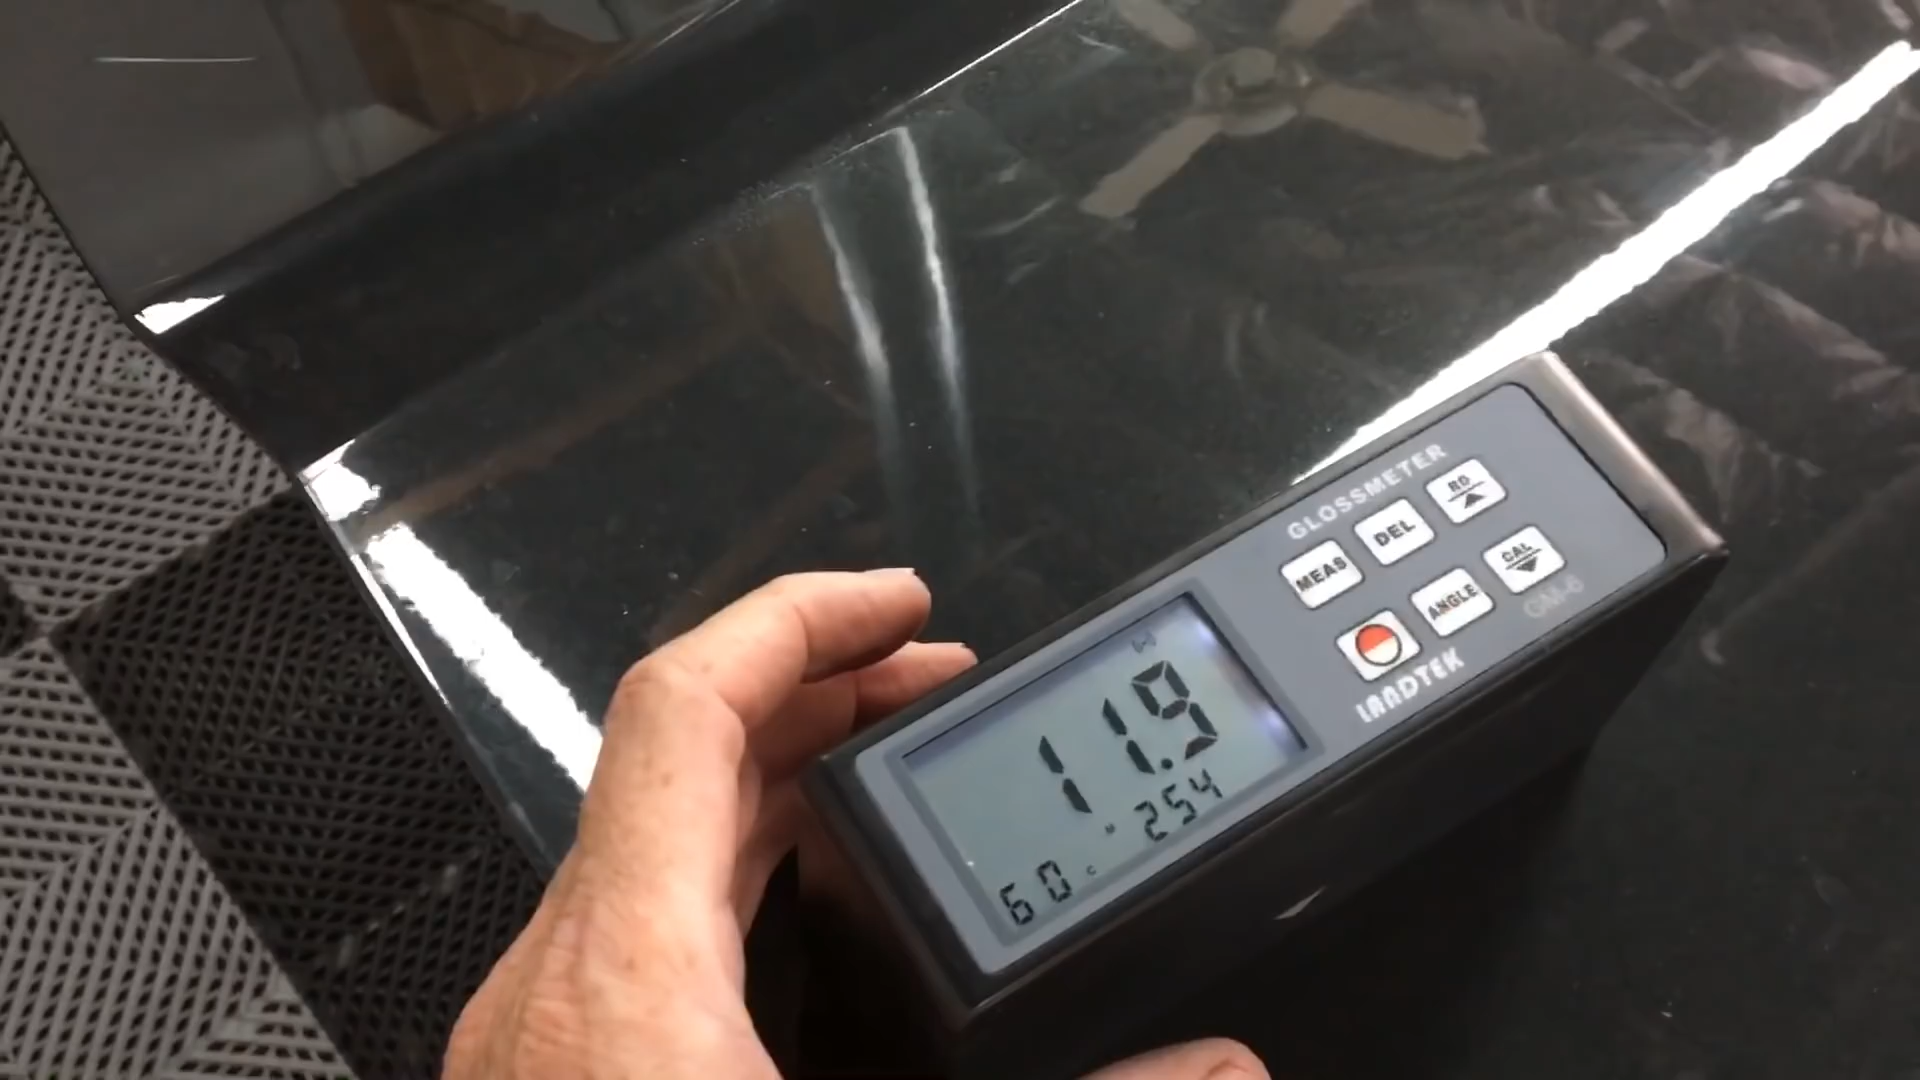 GLOSSMETER
MEAS DEL RD
ANGLE CAL
GM-6
LANDTEK
11.9
254
60